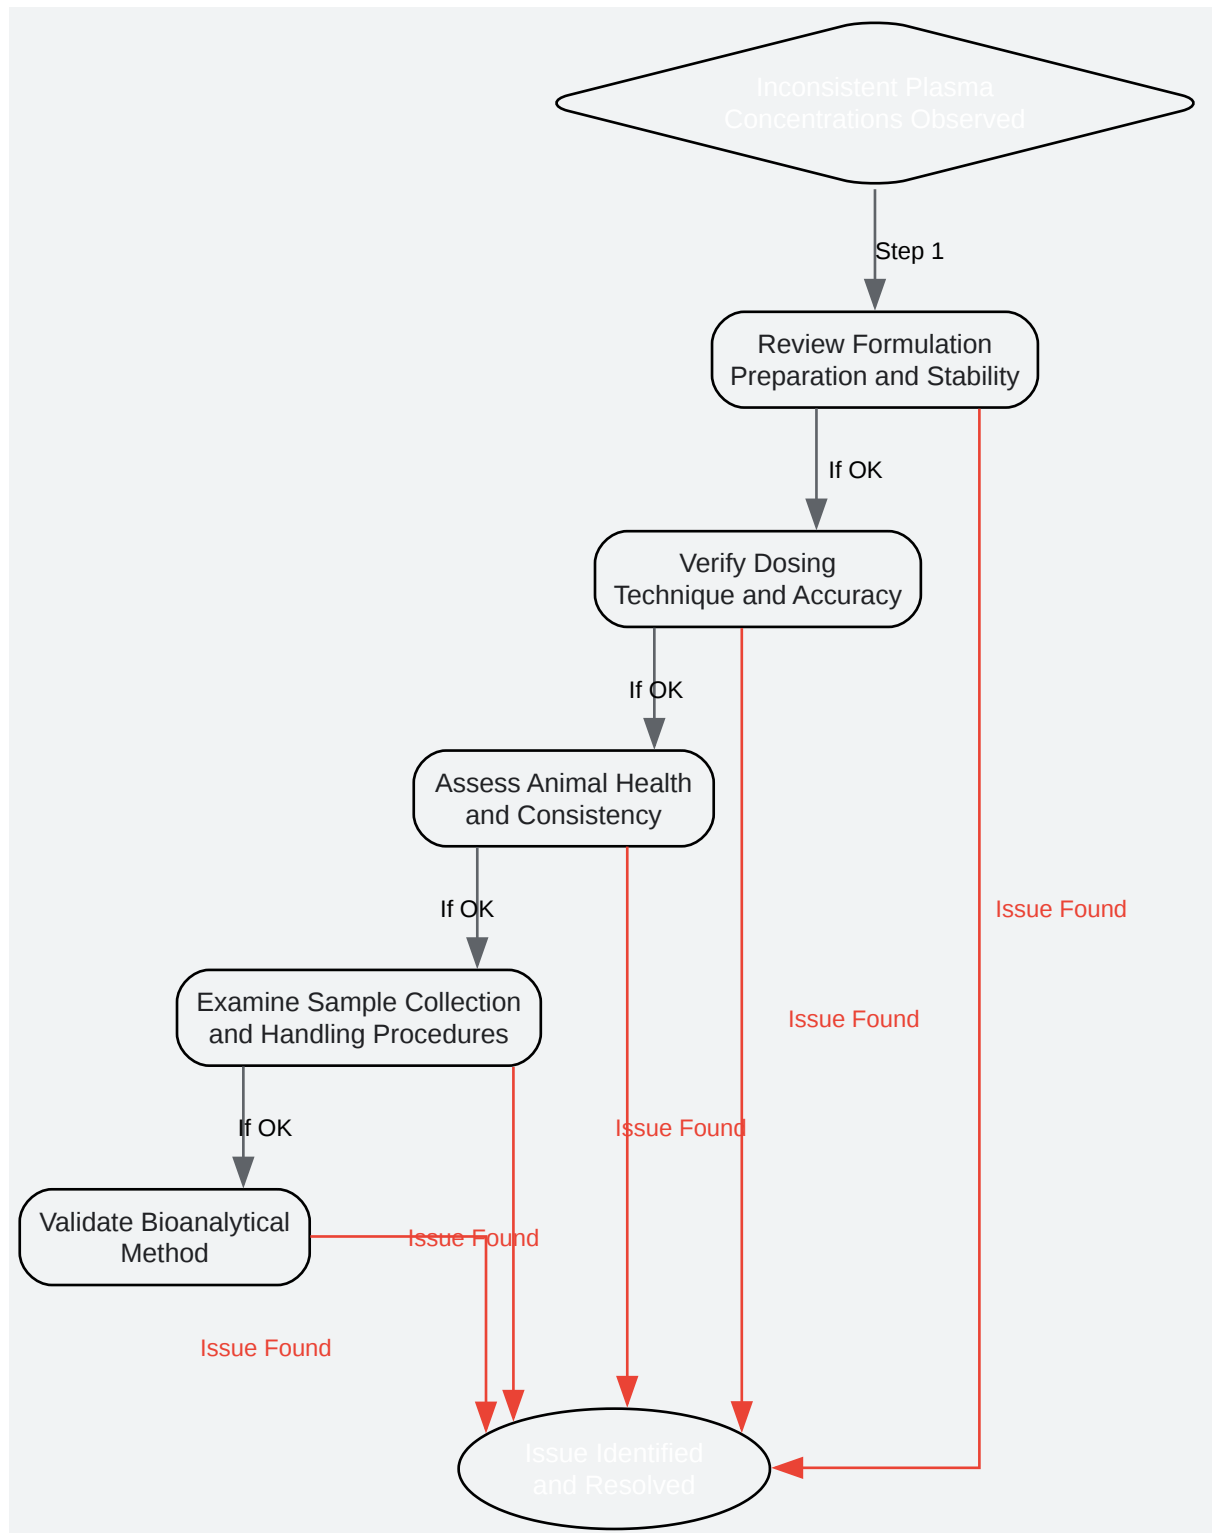 Inconsistent Plasma
Concentrations Observed
Step 1
Review Formulation
Preparation and Stability
If OK
Verify Dosing
Technique and Accuracy
If OK
Assess Animal Health
and Consistency
If OK
Issue Found
Examine Sample Collection
and Handling Procedures
Issue Found
If OK
Issue Found
Validate Bioanalytical
Method
Issue Found
Issue Found
Issue Identified
and Resolved